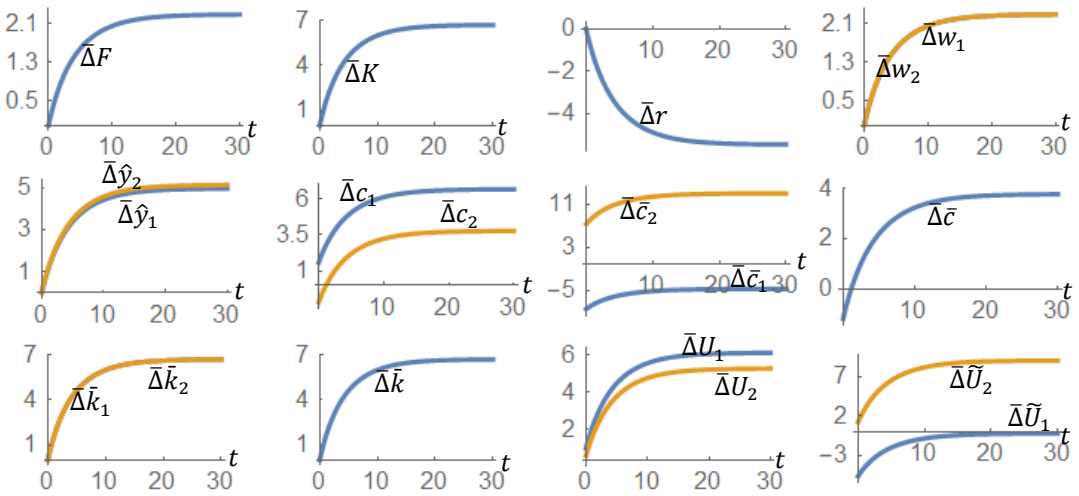 2.1 1.3 0.5 Δ̄F 0 10 20 30 t
7 4 1 Δ̄K 0 10 20 30 t
0 −2 −4 10 20 30 Δ̄r t
2.1 1.3 0.5 Δ̄w₁ Δ̄w₂ 0 10 20 30 t
5 3 1 Δ̄ŷ₂ Δ̄ŷ₁ 0 10 20 30 t
6 3.5 1 Δ̄c₁ Δ̄c₂ 0 10 20 30 t
11 3 −5 Δ̄c̄₂ 0 10 20 30 Δ̄c̄₁ t
4 2 0 Δ̄c̄ 0 10 20 30 t
7 4 1 Δ̄k̄₂ Δ̄k̄₁ 0 10 20 30 t
7 4 1 Δ̄k̄ 0 10 20 30 t
6 4 2 Δ̄U₁ Δ̄U₂ 0 10 20 30 t
7 2 −3 Δ̄Ũ₂ Δ̄Ũ₁ 0 10 20 30 t